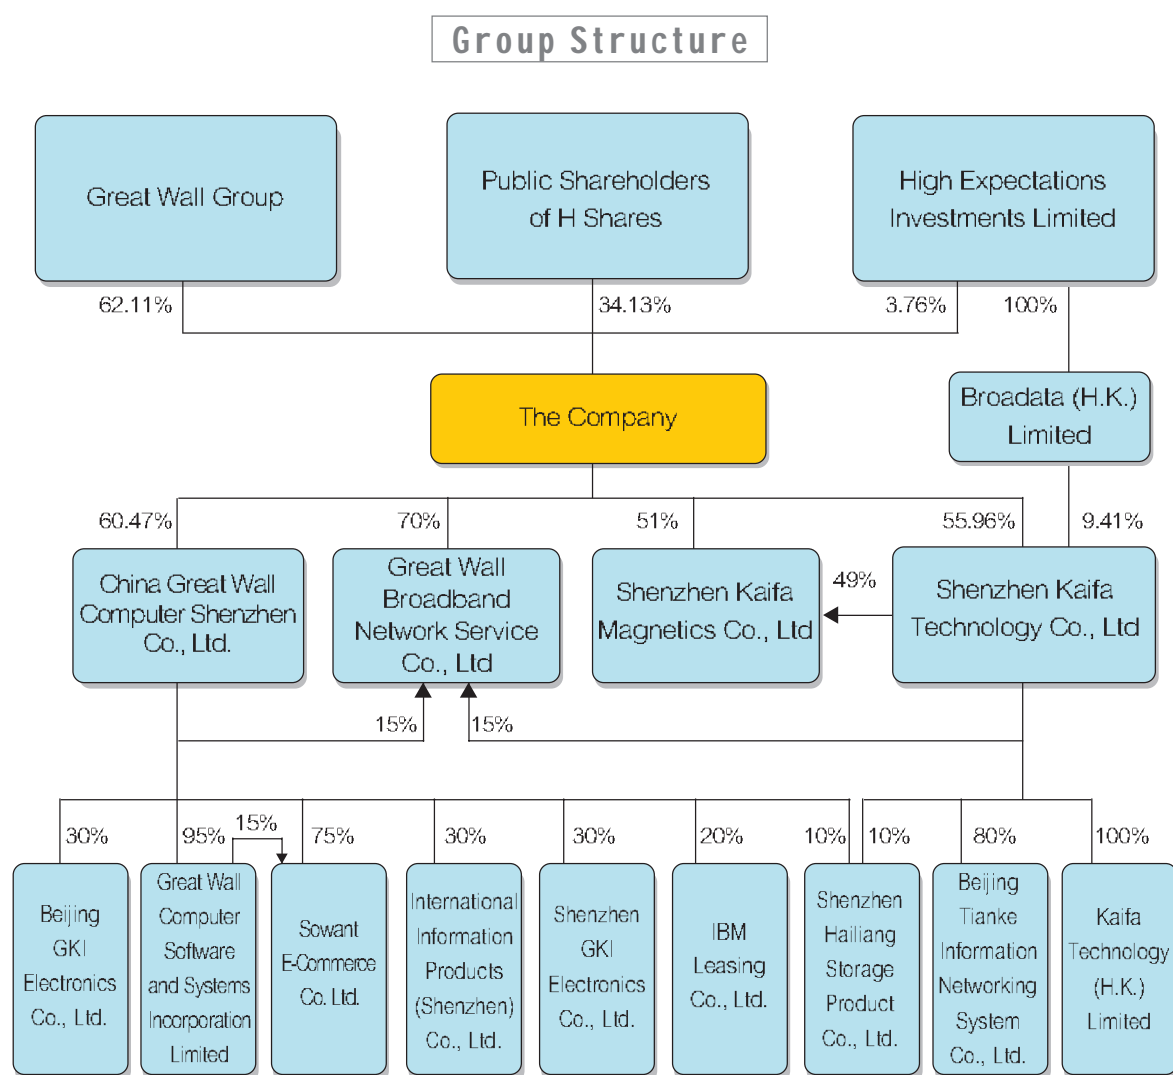 Group Structure
Great Wall Group
Public Shareholders
of H Shares
High Expectations
Investments Limited
62.11%
34.13%
3.76%
100%
The Company
Broadata (H.K.)
Limited
60.47%
70%
51%
55.96%
9.41%
China Great Wall
Computer Shenzhen
Co., Ltd.
Great Wall
Broadband
Network Service
Co., Ltd
Shenzhen Kaifa
Magnetics Co., Ltd
49%
Shenzhen Kaifa
Technology Co., Ltd
15%
15%
30%
95%
15%
75%
30%
30%
20%
10%
10%
80%
100%
Beijing
GKI
Electronics
Co., Ltd.
Great Wall
Computer
Software
and Systems
Incorporation
Limited
Sowant
E-Commerce
Co. Ltd.
International
Information
Products
(Shenzhen)
Co., Ltd.
Shenzhen
GKI
Electronics
Co., Ltd.
IBM
Leasing
Co., Ltd.
Shenzhen
Hailiang
Storage
Product
Co., Ltd.
Beijing
Tianke
Information
Networking
System
Co., Ltd.
Kaifa
Technology
(H.K.)
Limited